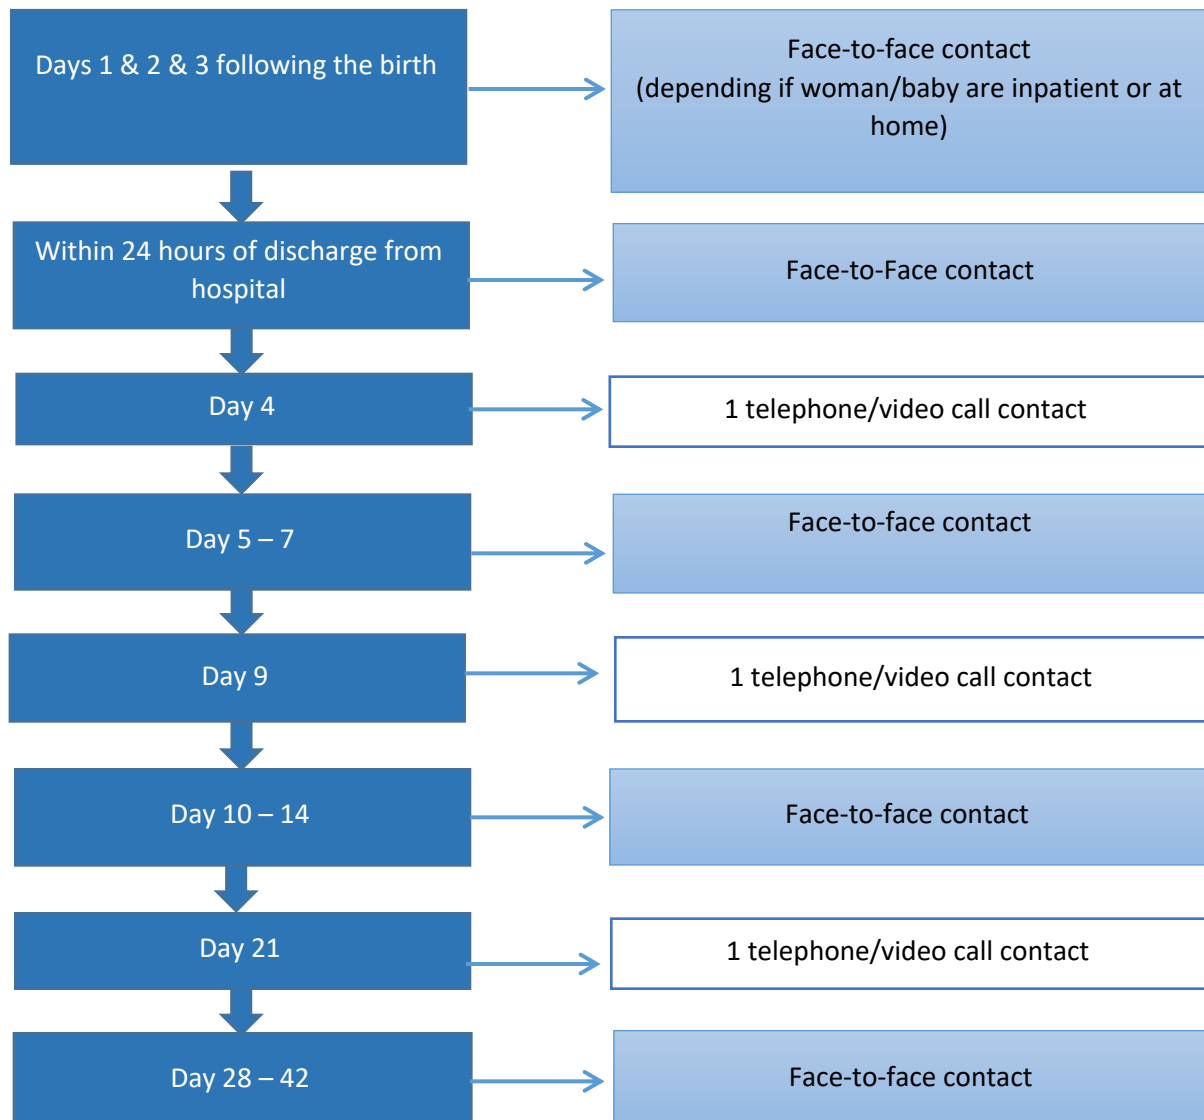 Days 1 & 2 & 3 following the birth
Face-to-face contact
(depending if woman/baby are inpatient or at
home)
Within 24 hours of discharge from
hospital
Face-to-Face contact
Day 4
1 telephone/video call contact
Day 5 – 7
Face-to-face contact
Day 9
1 telephone/video call contact
Day 10 – 14
Face-to-face contact
Day 21
1 telephone/video call contact
Day 28 – 42
Face-to-face contact